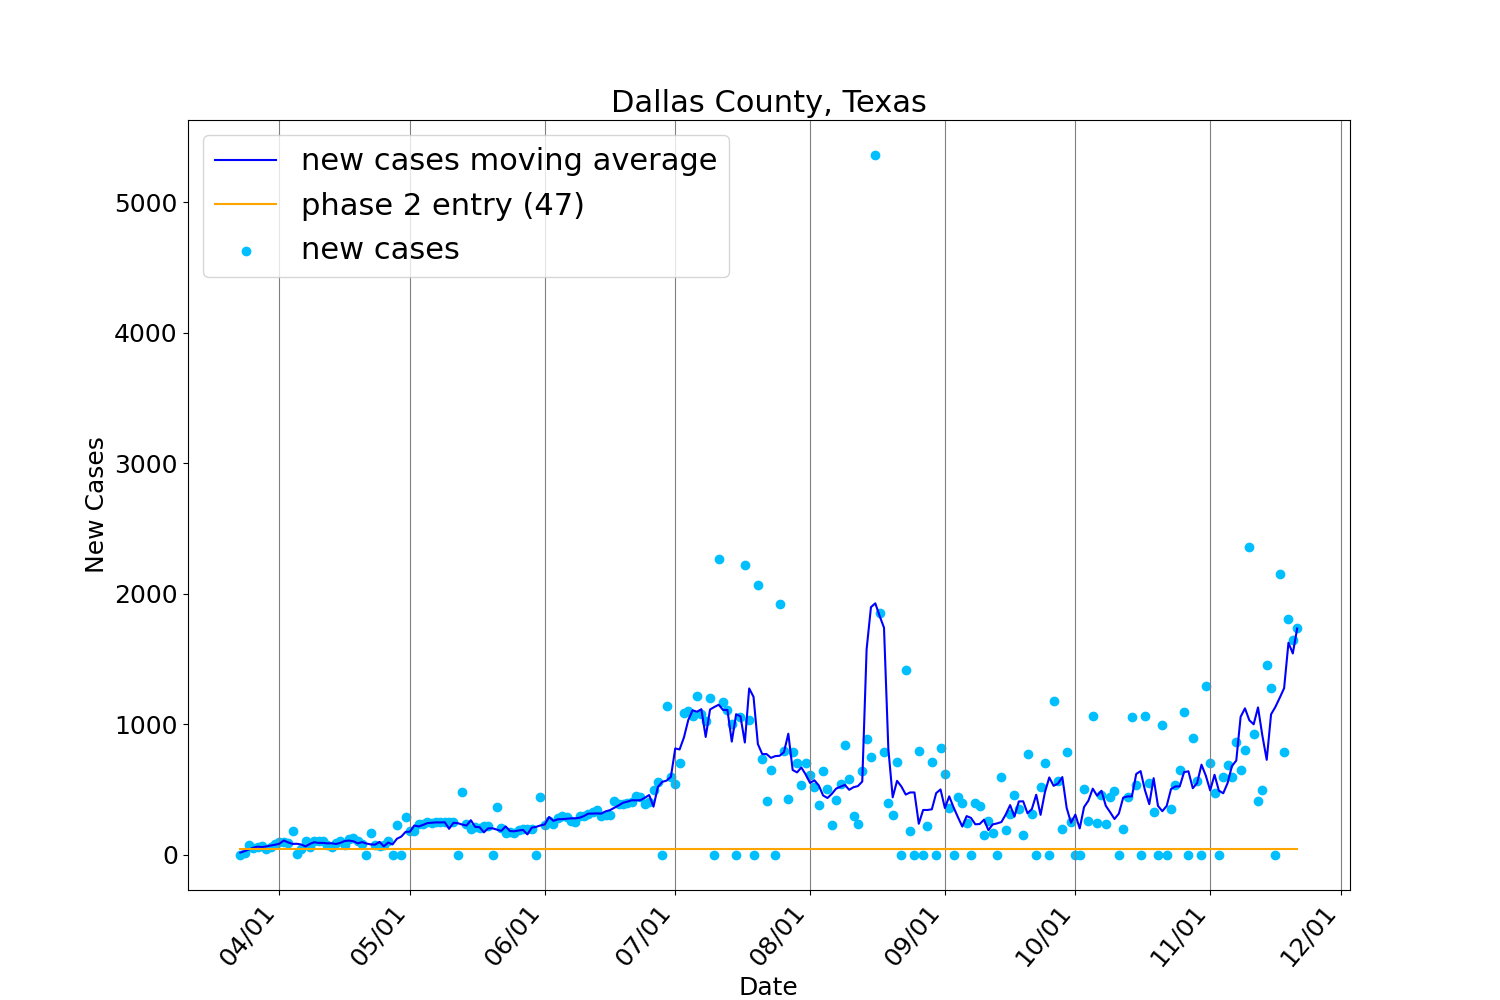 Dallas County, Texas
new cases moving average
phase 2 entry (47)
new cases
5000
4000
3000
2000
1000
0
New Cases
04/01
05/01
06/01
07/01
08/01
09/01
10/01
11/01
12/01
Date